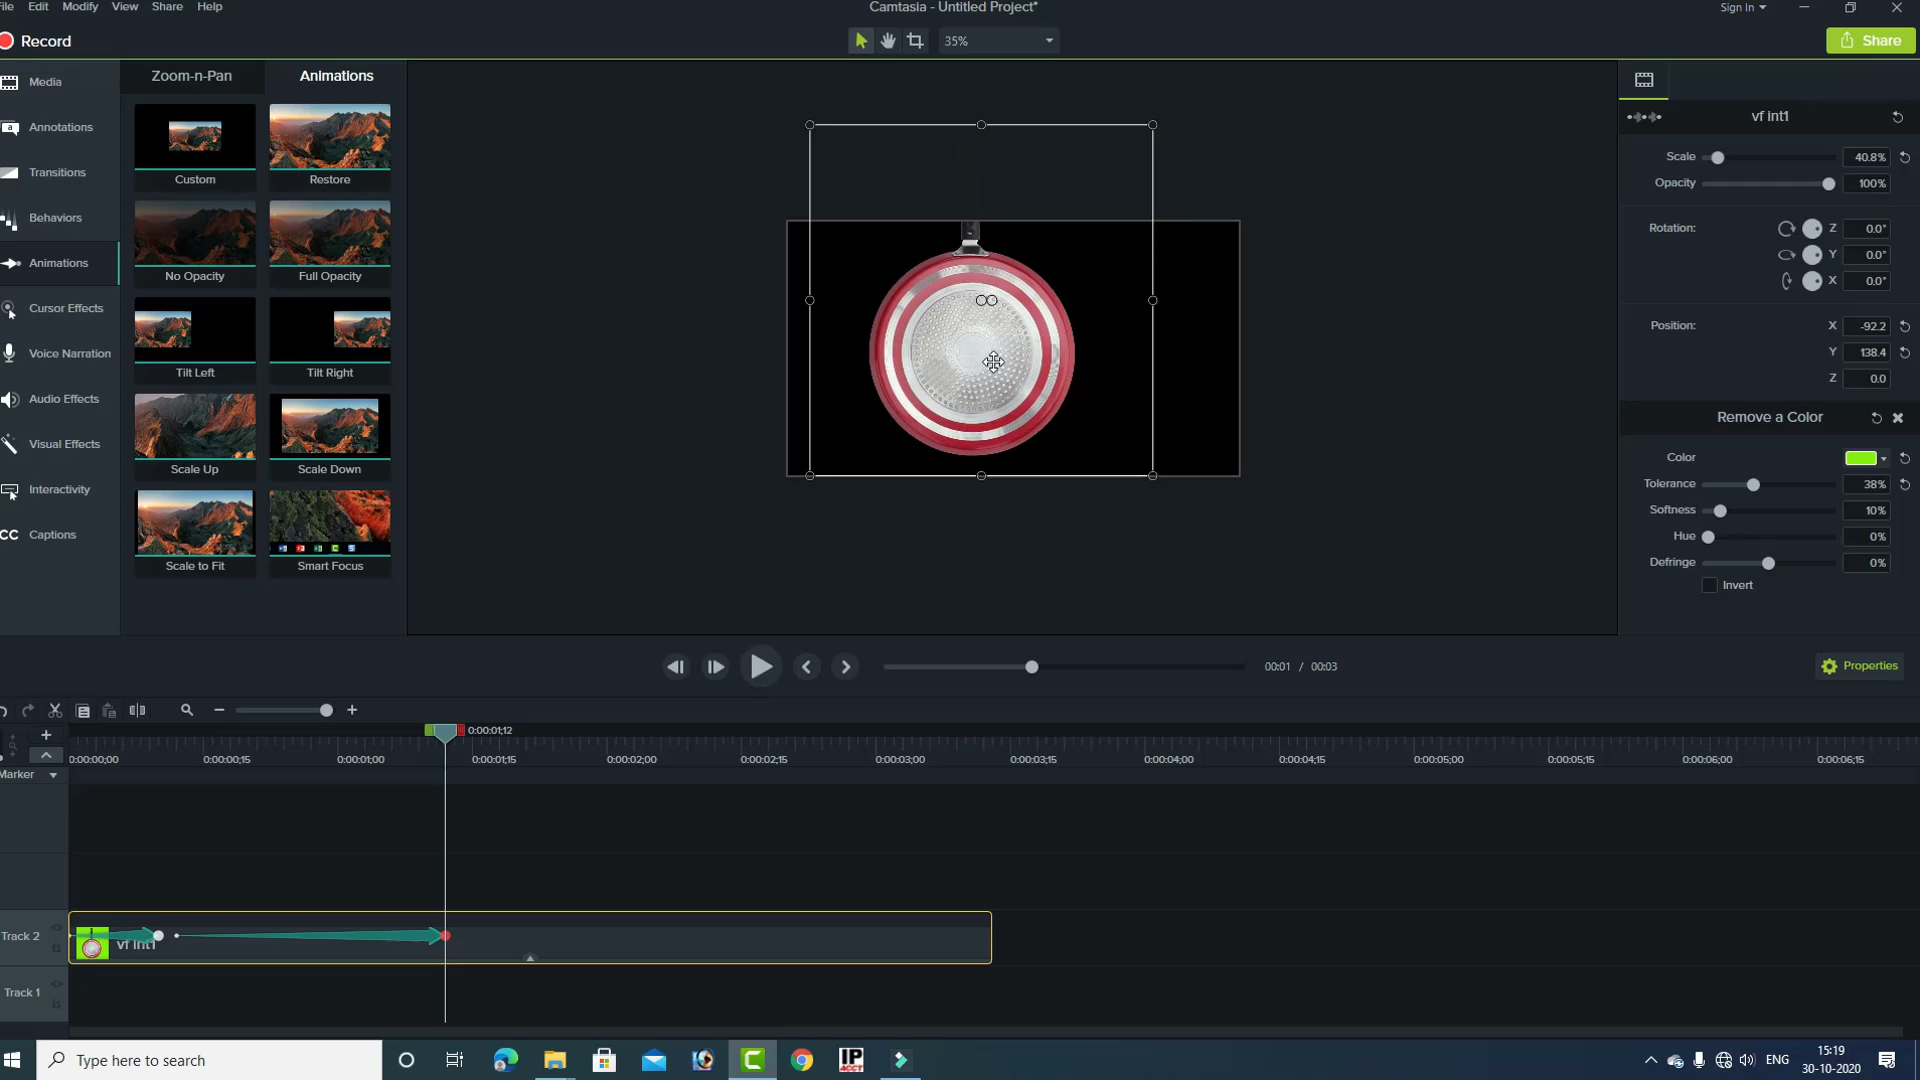 File Edit Modify View Share Help
Camtasia - Untitled Project*
Sign In
Record
35%
Share
Media
Annotations
Transitions
Behaviors
Animations
Cursor Effects
Voice Narration
Audio Effects
Visual Effects
Interactivity
CC Captions
Zoom-n-Pan Animations
Custom Restore
No Opacity Full Opacity
Tilt Left Tilt Right
Scale Up Scale Down
Scale to Fit Smart Focus
vf int1
Scale 40.8%
Opacity 100%
Rotation: Z 0.0°
Y 0.0°
X 0.0°
Position: X -92.2
Y 138.4
Z 0.0
Remove a Color
Color
Tolerance 38%
Softness 10%
Hue 0%
Defringe 0%
Invert
00:01 / 00:03
Properties
0:00:01;12
0:00:00;00 0:00:00;15 0:00:01;00 0:00:01;15 0:00:02;00 0:00:02;15 0:00:03;00 0:00:03;15 0:00:04;00 0:00:04;15 0:00:05;00 0:00:05;15 0:00:06;00 0:00:06;15
Marker
Track 2
vf int1
Track 1
Type here to search
IP
ACCT
ENG
15:19
30-10-2020